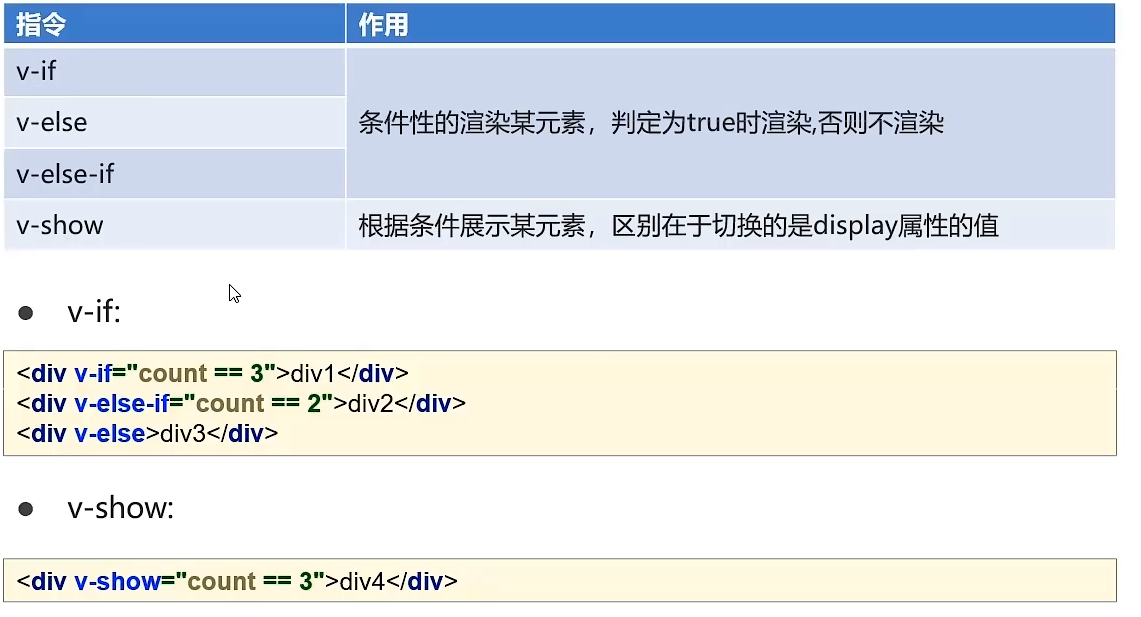 指令 作用
v-if
v-else 条件性的渲染某元素，判定为true时渲染,否则不渲染
v-else-if
v-show 根据条件展示某元素，区别在于切换的是display属性的值
● v-if:
<div v-if="count == 3">div1</div>
<div v-else-if="count == 2">div2</div>
<div v-else>div3</div>
● v-show:
<div v-show="count == 3">div4</div>